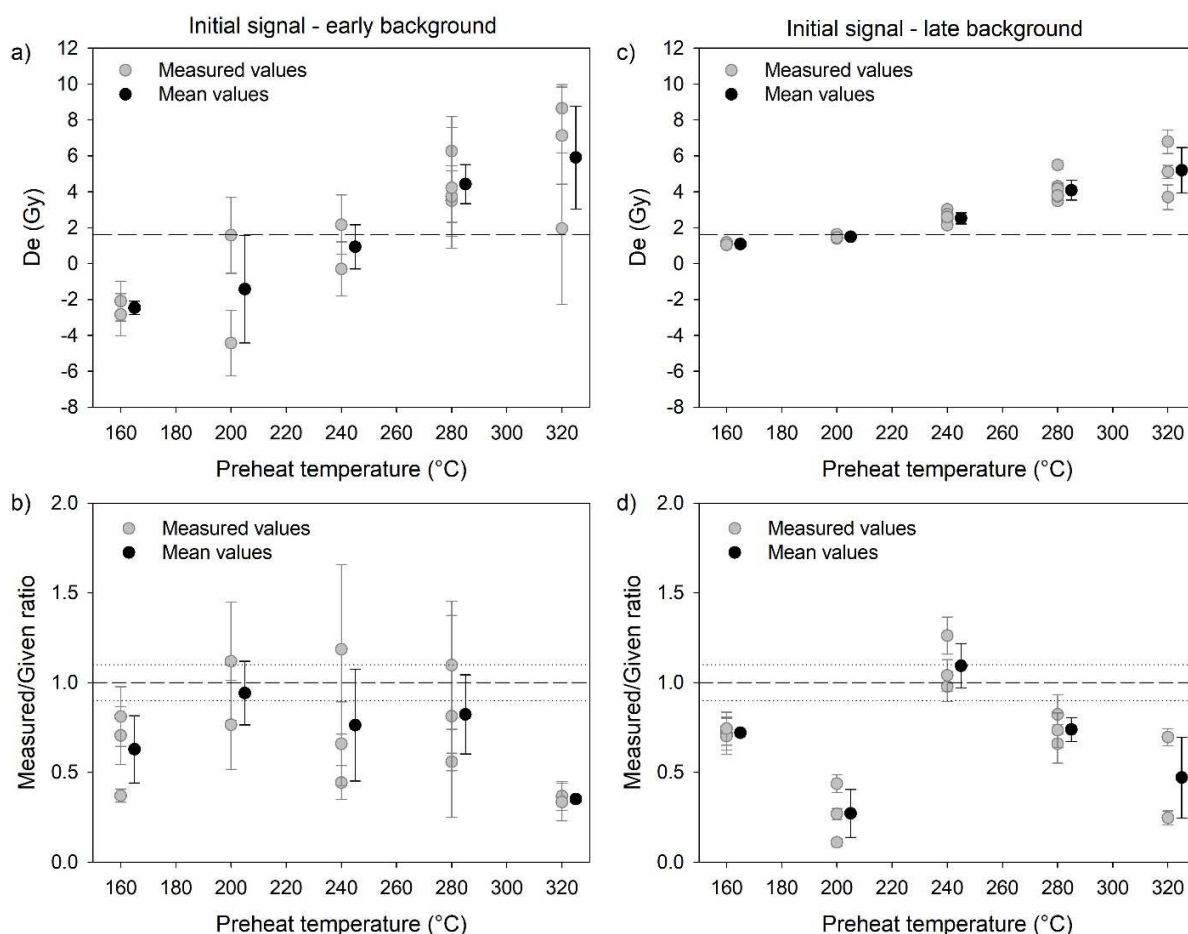 Initial signal - early background
a)
12
10
8
6
4
2
0
-2
-4
-6
-8
De (Gy)
Measured values
Mean values
160 180 200 220 240 260 280 300 320
Preheat temperature (°C)
Initial signal - late background
c)
12
10
8
6
4
2
0
-2
-4
-6
-8
De (Gy)
Measured values
Mean values
160 180 200 220 240 260 280 300 320
Preheat temperature (°C)
b)
2.0
1.5
1.0
0.5
0.0
Measured/Given ratio
Measured values
Mean values
160 180 200 220 240 260 280 300 320
Preheat temperature (°C)
d)
2.0
1.5
1.0
0.5
0.0
Measured/Given ratio
Measured values
Mean values
160 180 200 220 240 260 280 300 320
Preheat temperature (°C)